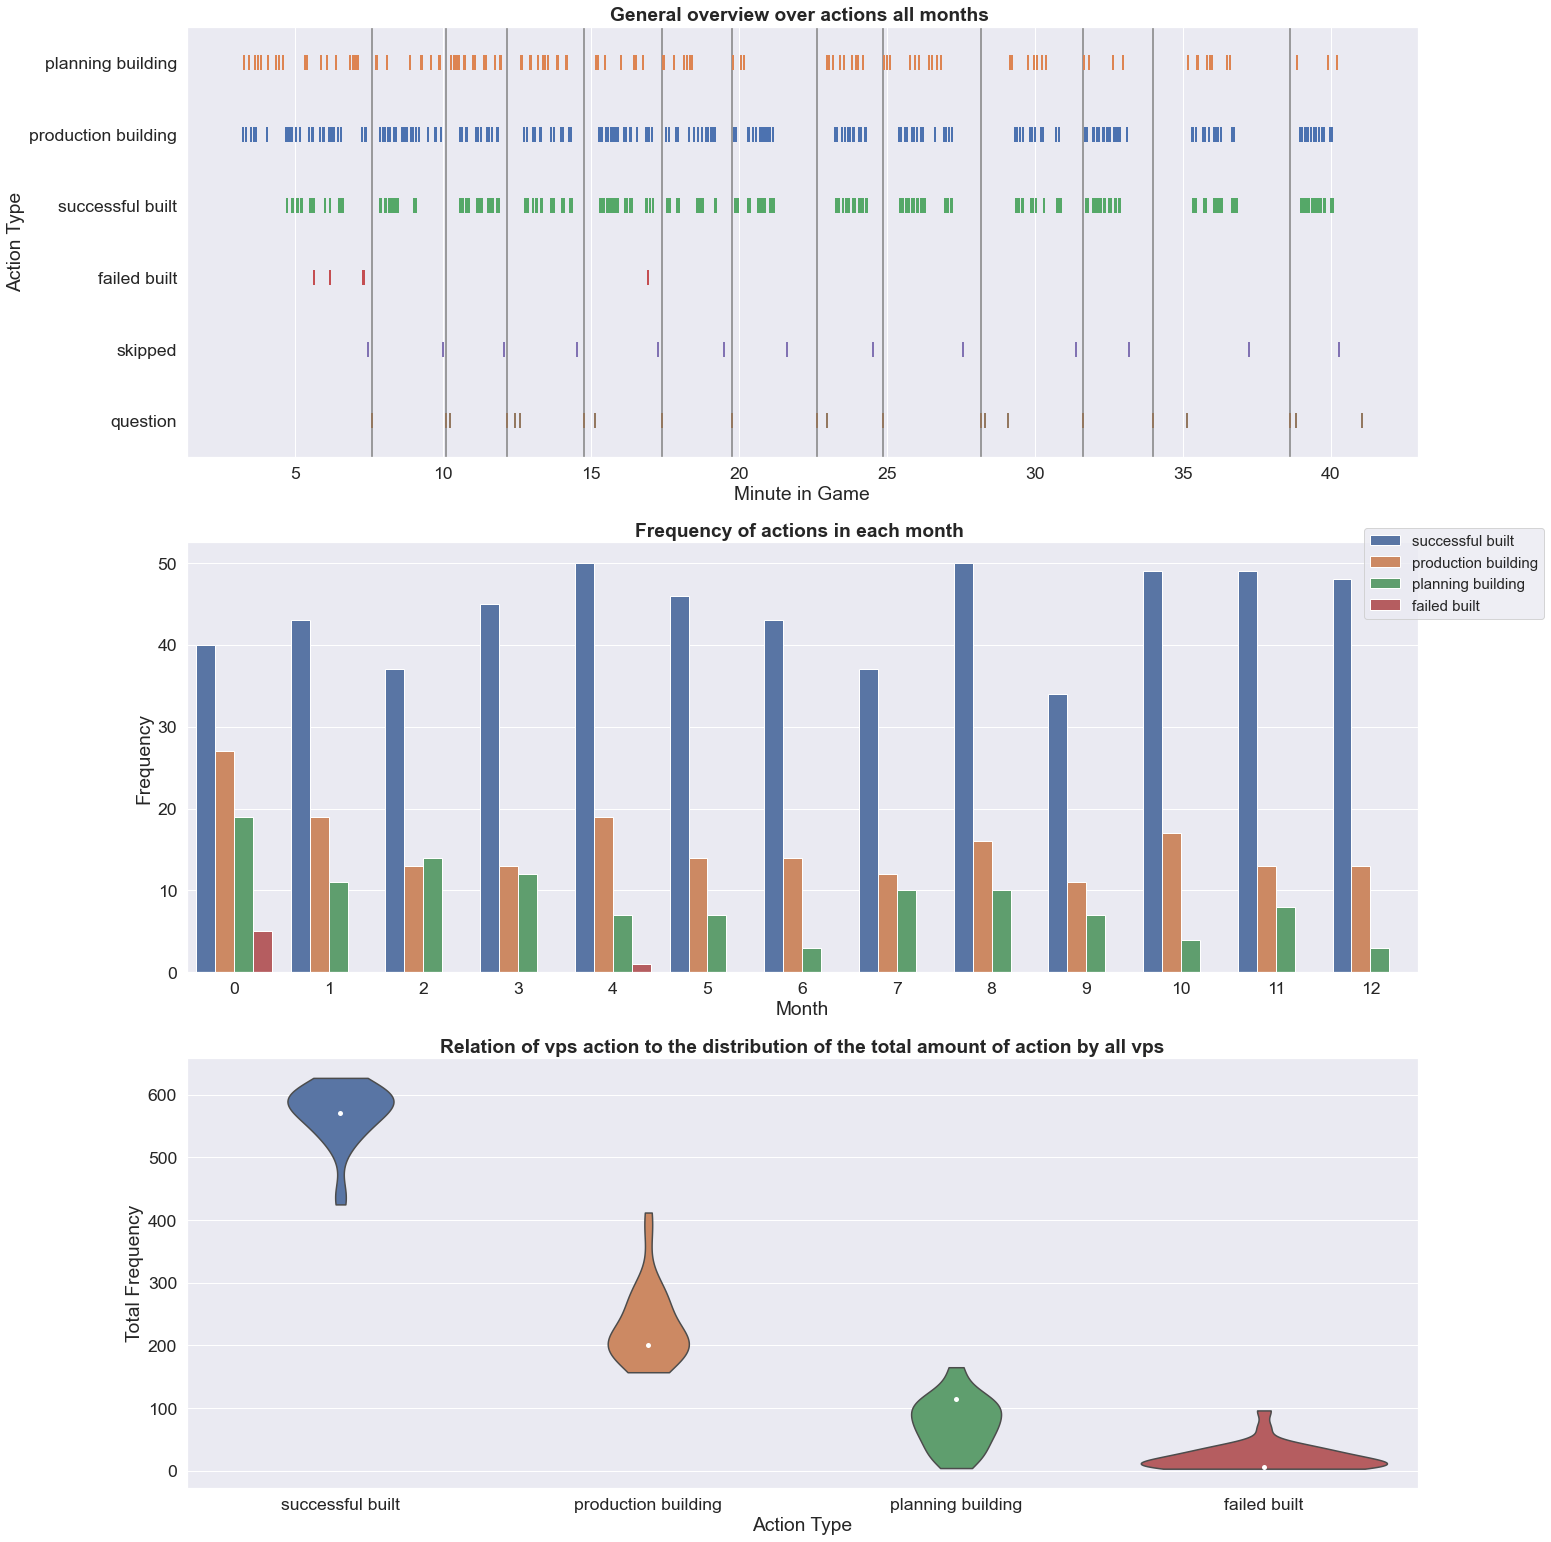 General overview over actions all months
planning building
production building
successful built
failed built
skipped
question
Action Type
5 10 15 20 25 30 35 40
Minute in Game
Frequency of actions in each month
successful built
production building
planning building
failed built
50
40
30
20
10
0
Frequency
0 1 2 3 4 5 6 7 8 9 10 11 12
Month
Relation of vps action to the distribution of the total amount of action by all vps
600
500
400
300
200
100
0
Total Frequency
successful built production building planning building failed built
Action Type